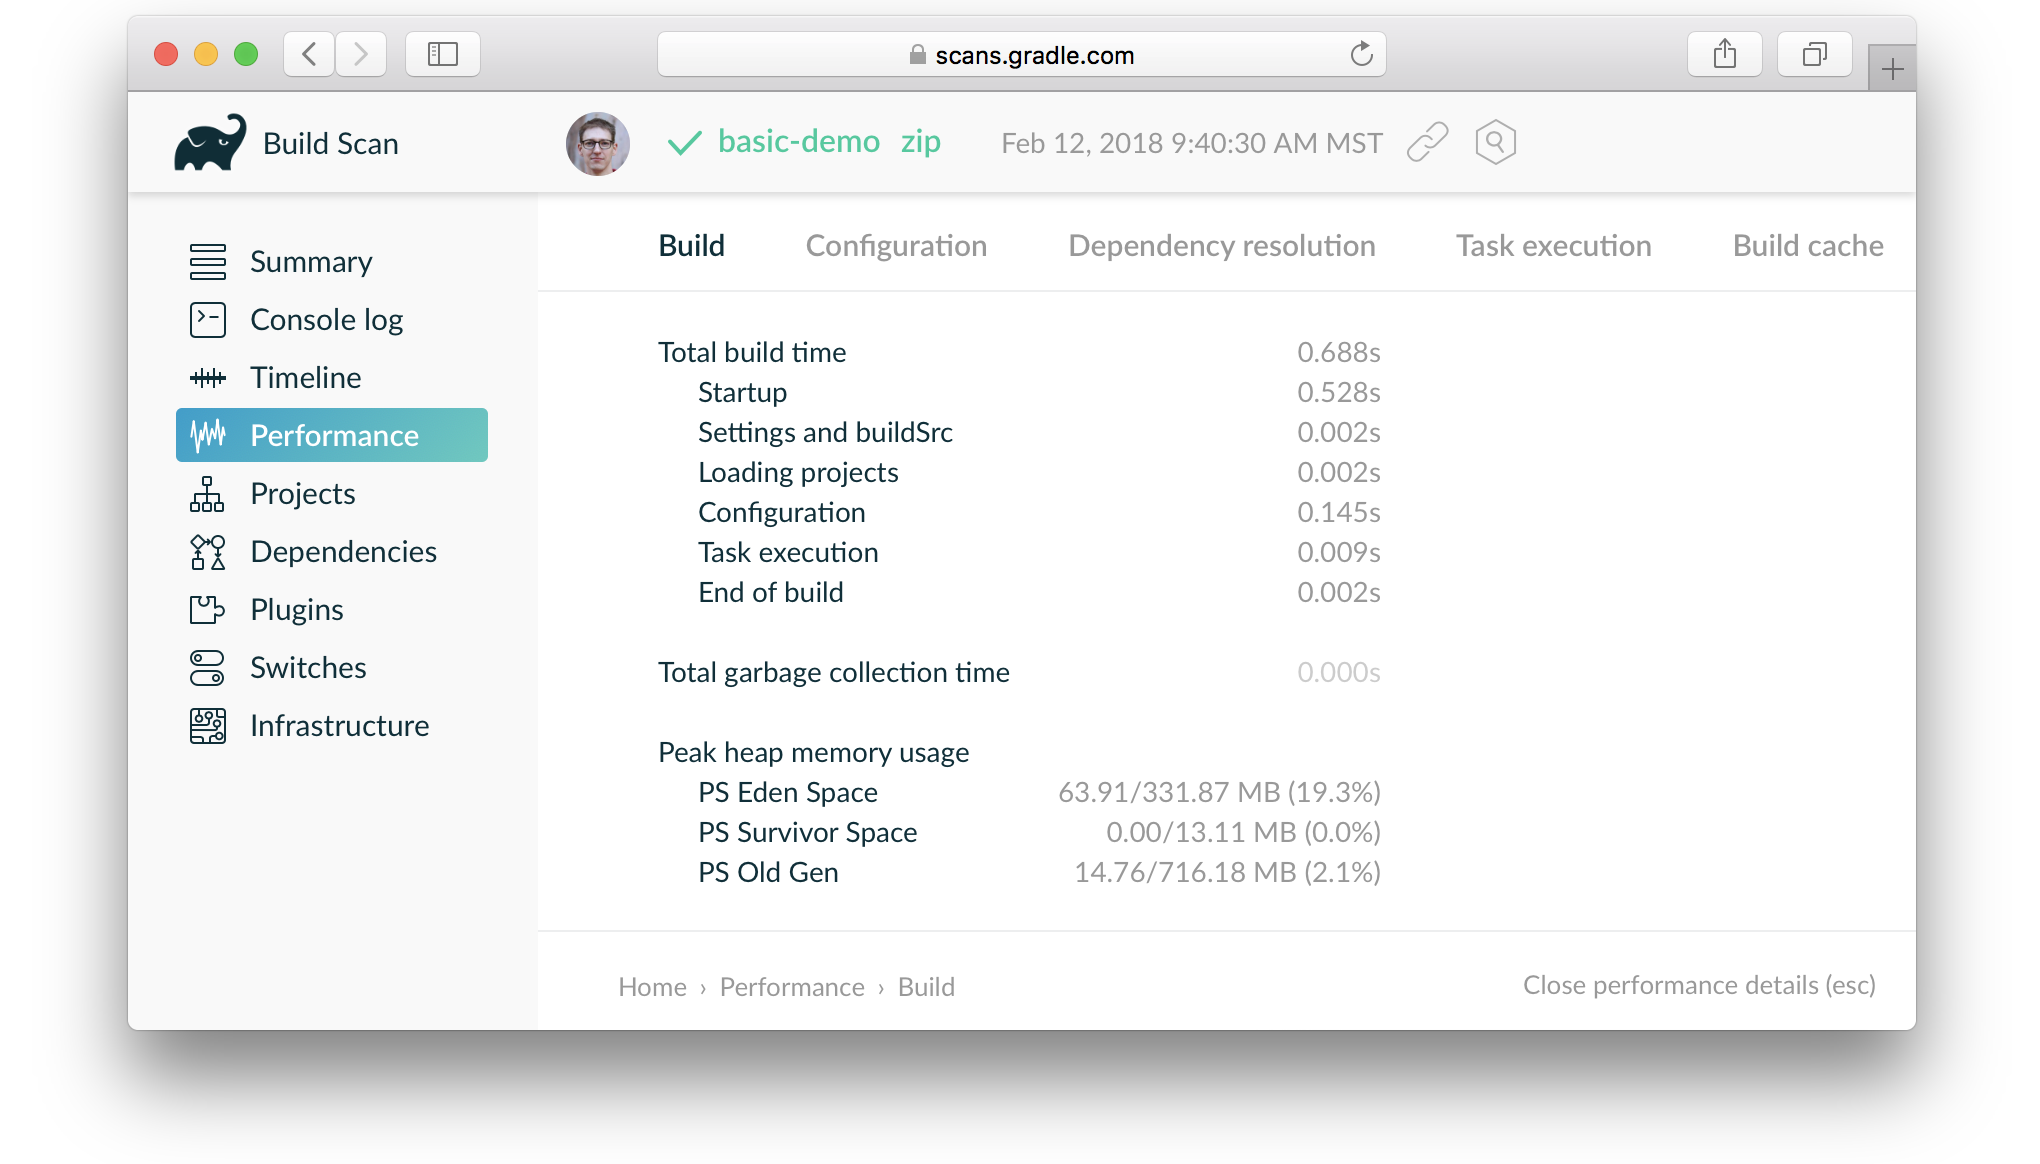 scans.gradle.com
Build Scan
basic-demo zip Feb 12, 2018 9:40:30 AM MST
Summary
Console log
Timeline
Performance
Projects
Dependencies
Plugins
Switches
Infrastructure
Build Configuration Dependency resolution Task execution Build cache
Total build time 0.688s
Startup 0.528s
Settings and buildSrc 0.002s
Loading projects 0.002s
Configuration 0.145s
Task execution 0.009s
End of build 0.002s
Total garbage collection time 0.000s
Peak heap memory usage
PS Eden Space 63.91/331.87 MB (19.3%)
PS Survivor Space 0.00/13.11 MB (0.0%)
PS Old Gen 14.76/716.18 MB (2.1%)
Home › Performance › Build
Close performance details (esc)